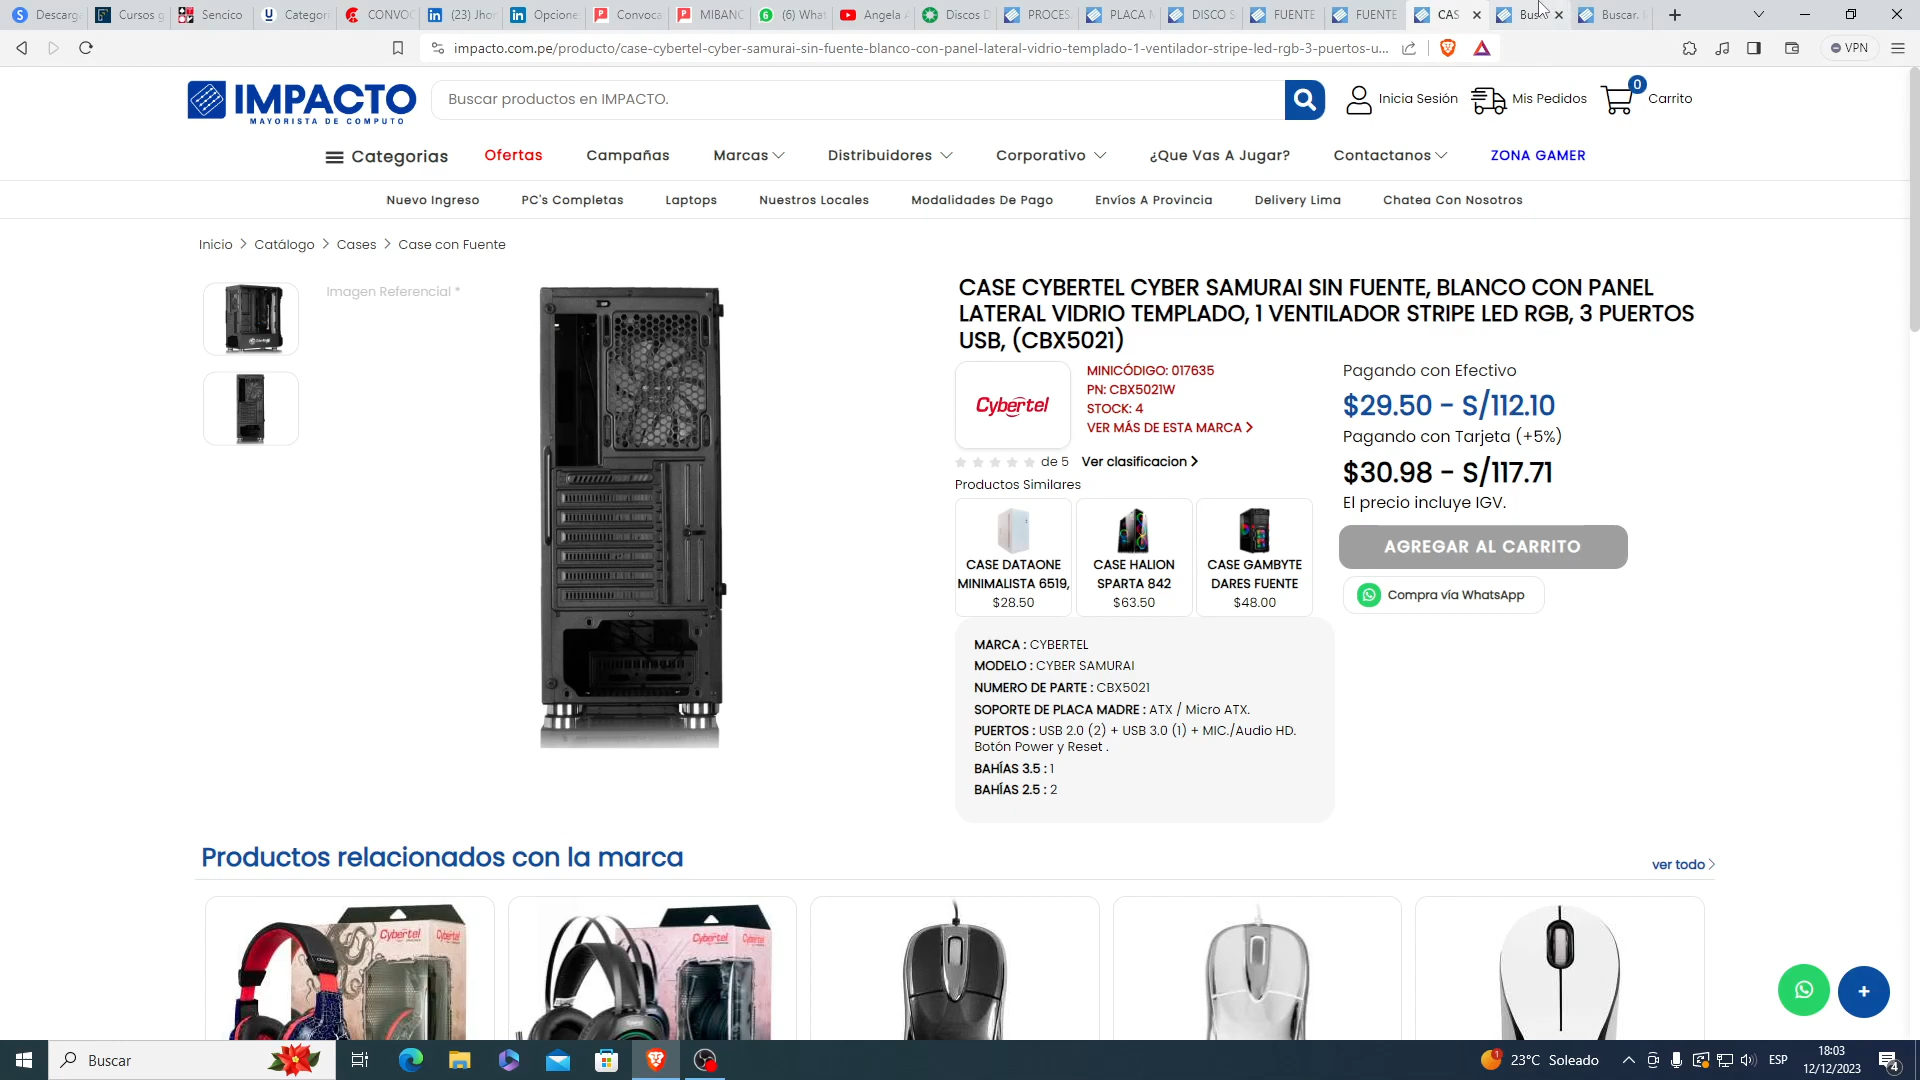 Descarg
Cursos g
Sencico
Categor
CONVOC
(23) Jho
Opcione
Convoca
MIBANC
(6) What
Angela A
Discos D
PROCES
PLACA M
DISCO S
FUENTE
FUENTE
CAS
Bus
Buscar. I
impacto.com.pe/producto/case-cybertel-cyber-samurai-sin-fuente-blanco-con-panel-lateral-vidrio-templado-1-ventilador-stripe-led-rgb-3-puertos-u...
VPN
IMPACTO
MAYORISTA DE COMPUTO
Buscar productos en IMPACTO.
Inicia Sesión
Mis Pedidos
0
Carrito
Categorias
Ofertas
Campañas
Marcas
Distribuidores
Corporativo
¿Que Vas A Jugar?
Contactanos
ZONA GAMER
Nuevo Ingreso
PC's Completas
Laptops
Nuestros Locales
Modalidades De Pago
Envíos A Provincia
Delivery Lima
Chatea Con Nosotros
Inicio > Catálogo > Cases > Case con Fuente
Imagen Referencial *
CASE CYBERTEL CYBER SAMURAI SIN FUENTE, BLANCO CON PANEL
LATERAL VIDRIO TEMPLADO, 1 VENTILADOR STRIPE LED RGB, 3 PUERTOS
USB, (CBX5021)
Cybertel
MINICÓDIGO: 017635
PN: CBX5021W
STOCK: 4
VER MÁS DE ESTA MARCA >
de 5
Ver clasificacion >
Productos Similares
CASE DATAONE
MINIMALISTA 6519,
$28.50
CASE HALION
SPARTA 842
$63.50
CASE GAMBYTE
DARES FUENTE
$48.00
Pagando con Efectivo
$29.50 - S/112.10
Pagando con Tarjeta (+5%)
$30.98 - S/117.71
El precio incluye IGV.
AGREGAR AL CARRITO
Compra vía WhatsApp
MARCA : CYBERTEL
MODELO : CYBER SAMURAI
NUMERO DE PARTE : CBX5021
SOPORTE DE PLACA MADRE : ATX / Micro ATX.
PUERTOS : USB 2.0 (2) + USB 3.0 (1) + MIC./Audio HD.
Botón Power y Reset .
BAHÍAS 3.5 : 1
BAHÍAS 2.5 : 2
Productos relacionados con la marca
ver todo >
Cybertel
Cybertel
Cybertel
Cybertel
+
Buscar
23°C Soleado
ESP
18:03
12/12/2023
4